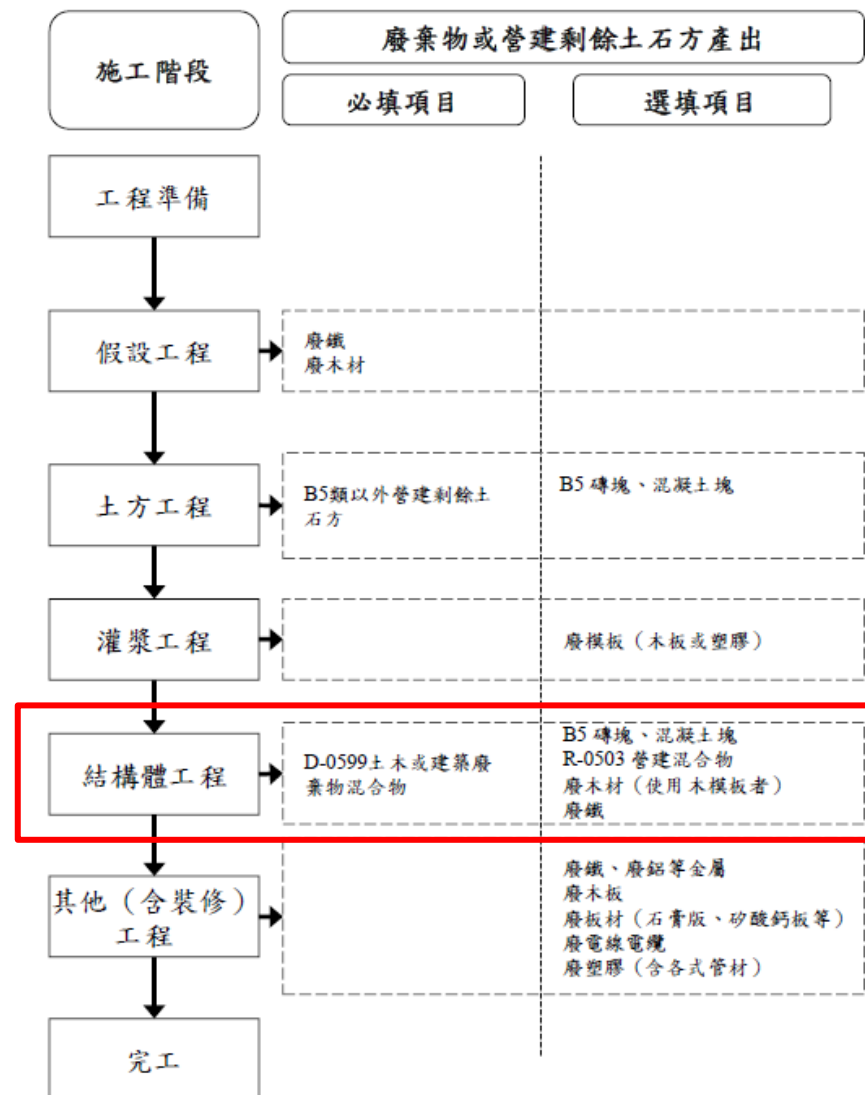 施工階段
廢棄物或營建剩餘土石方產出
必填項目
選填項目
工程準備
假設工程
廢鐵
廢木材
土方工程
B5類以外營建剩餘土
石方
B5 磚塊、混凝土塊
灌漿工程
廢模板（木板或塑膠）
結構體工程
D-0599土木或建築廢
棄物混合物
B5 磚塊、混凝土塊
R-0503 營建混合物
廢木材（使用木模板者）
廢鐵
其他（含裝修）
工程
廢鐵、廢鋁等金屬
廢木板
廢板材（石膏版、矽酸鈣板等）
廢電線電纜
廢塑膠（含各式管材）
完工